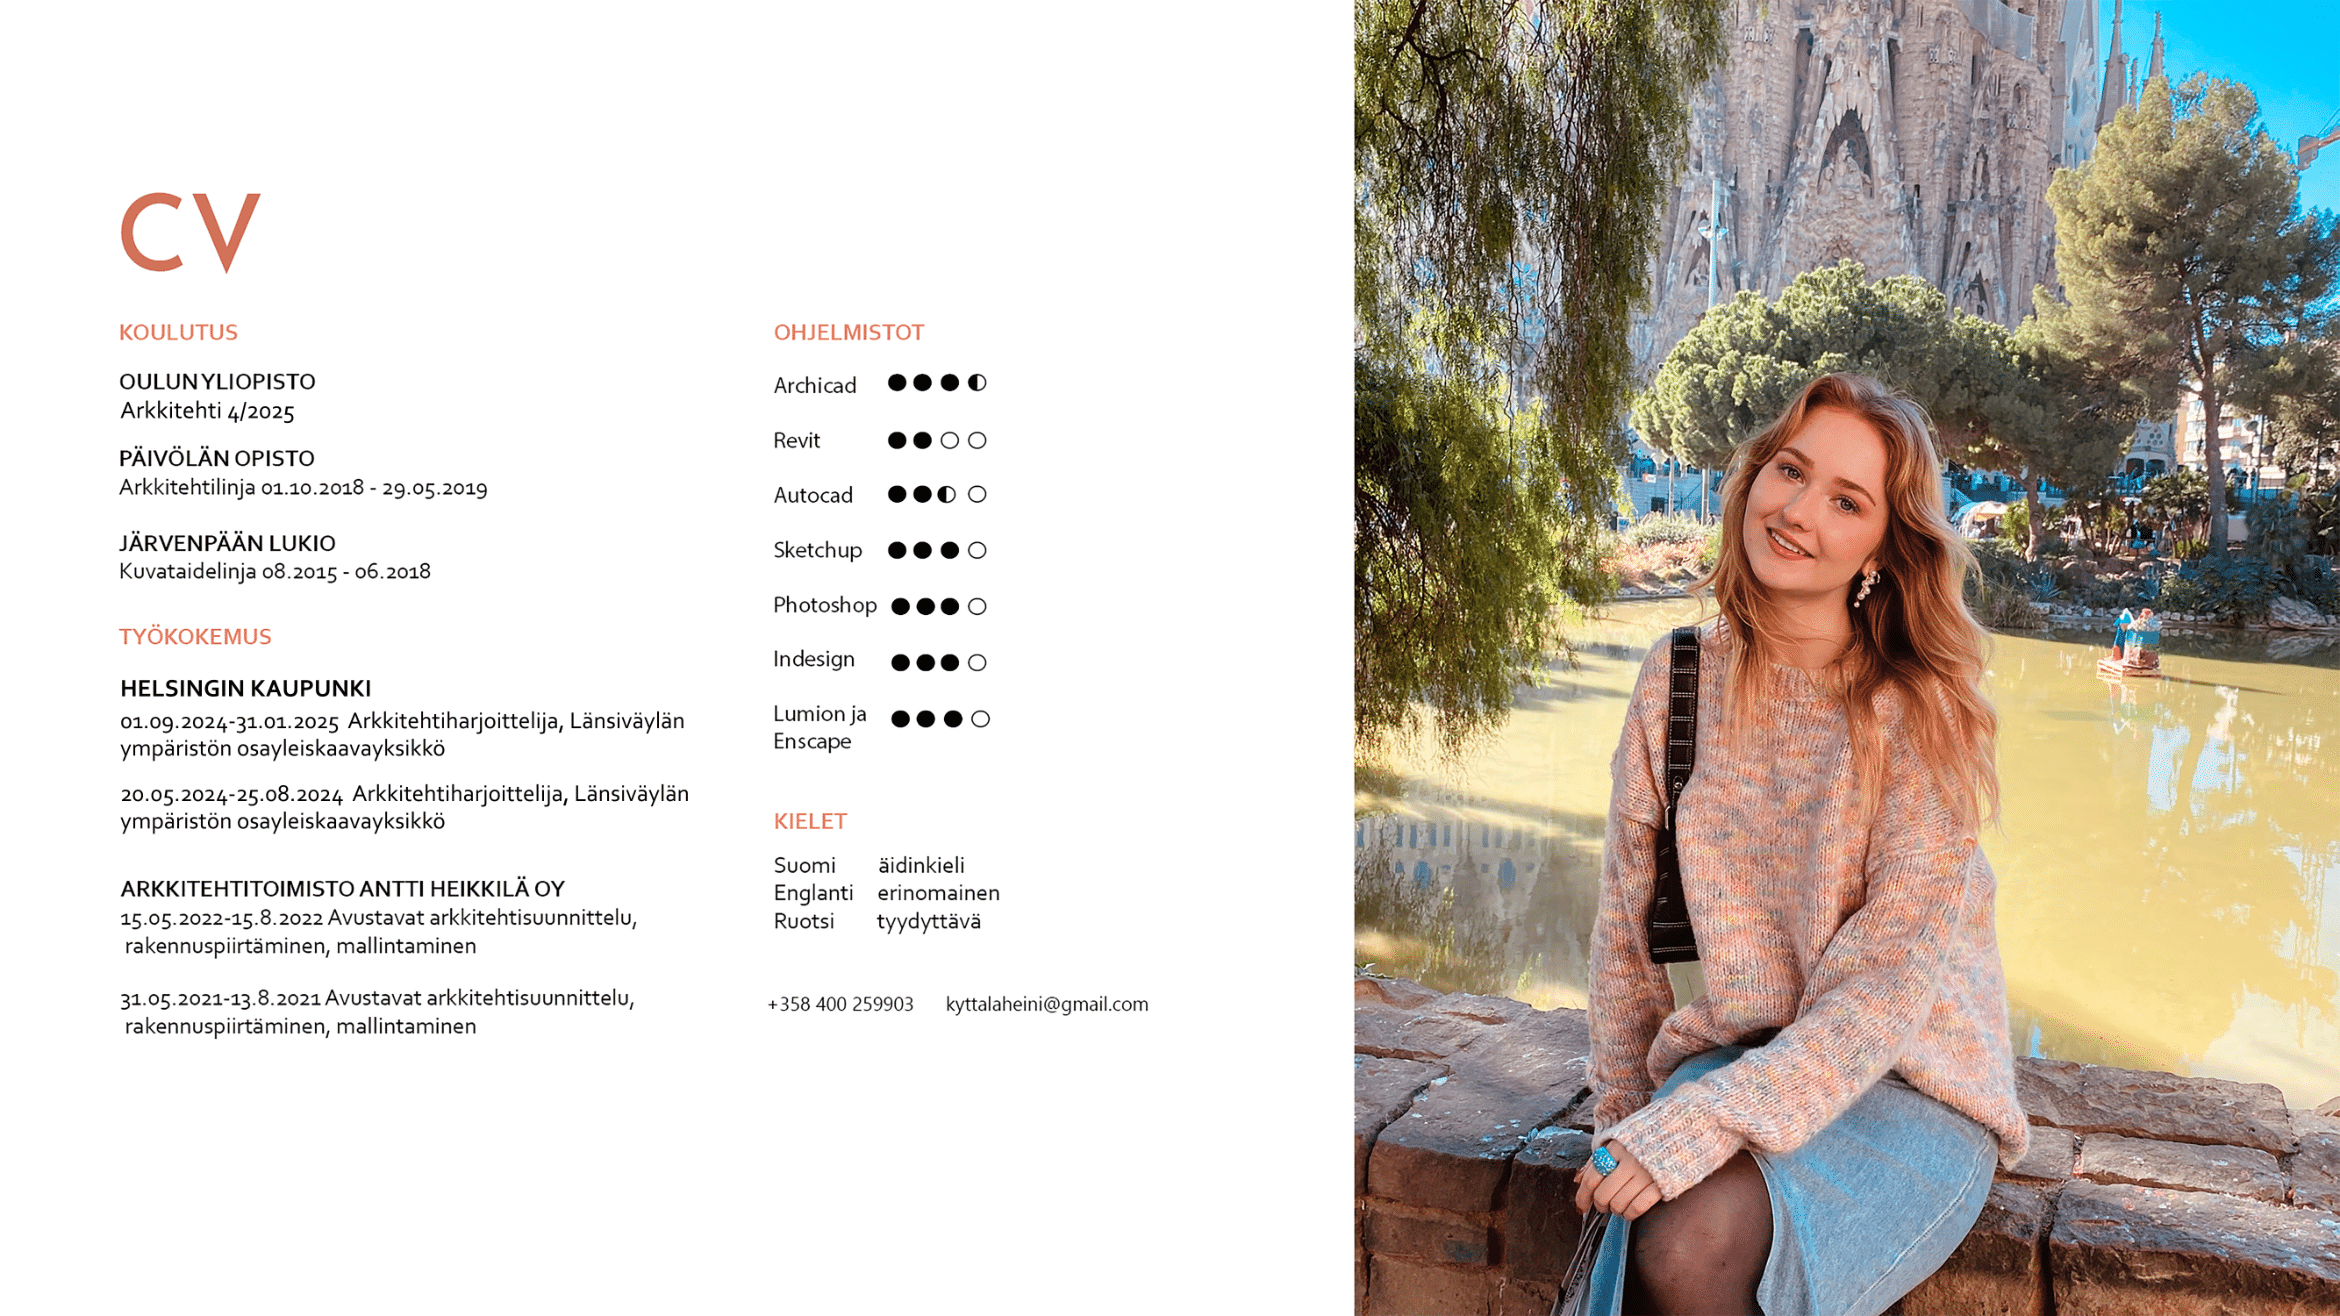 CV
KOULUTUS
OULUN YLIOPISTO
Arkkitehti 4/2025
PÄIVÖLÄN OPISTO
Arkkitehtilinja 01.10.2018 - 29.05.2019
JÄRVENPÄÄN LUKIO
Kuvataidelinja 08.2015 - 06.2018
TYÖKOKEMUS
HELSINGIN KAUPUNKI
01.09.2024-31.01.2025 Arkkitehtiharjoittelija, Länsiväylän
ympäristön osayleiskaavayksikkö
20.05.2024-25.08.2024 Arkkitehtiharjoittelija, Länsiväylän
ympäristön osayleiskaavayksikkö
ARKKITEHTITOIMISTO ANTTI HEIKKILÄ OY
15.05.2022-15.8.2022 Avustavat arkkitehtisuunnittelu,
rakennuspiirtäminen, mallintaminen
31.05.2021-13.8.2021 Avustavat arkkitehtisuunnittelu,
rakennuspiirtäminen, mallintaminen
OHJELMISTOT
Archicad
Revit
Autocad
Sketchup
Photoshop
Indesign
Lumion ja
Enscape
KIELET
Suomi äidinkieli
Englanti erinomainen
Ruotsi tyydyttävä
+358 400 259903 kyttalaheini@gmail.com